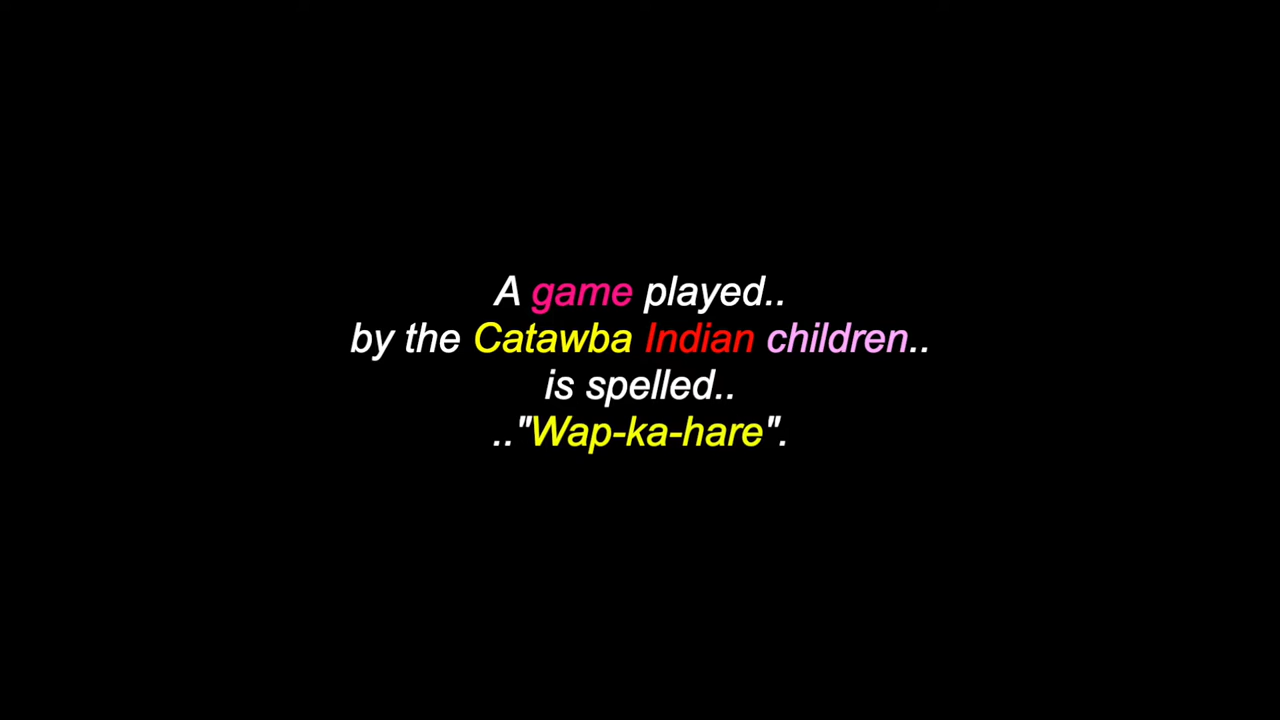 A game played..
by the Catawba Indian children..
is spelled..
.."Wap-ka-hare".